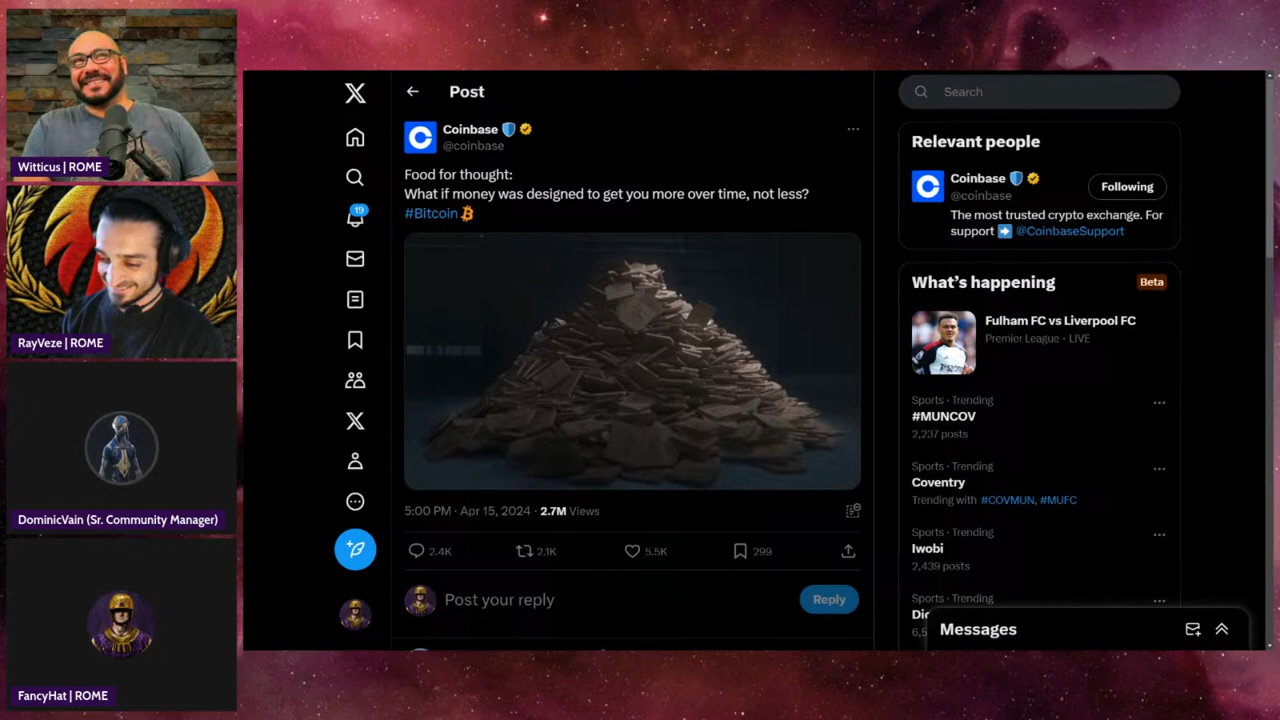 Witticus | ROME
RayVeze | ROME
DominicVain (Sr. Community Manager)
FancyHat | ROME
19
Post
Coinbase
@coinbase
Food for thought:
What if money was designed to get you more over time, not less?
#Bitcoin
5:00 PM · Apr 15, 2024 · 2.7M Views
2.4K
2.1K
5.5K
299
Post your reply
Reply
Search
Relevant people
Coinbase
@coinbase
Following
The most trusted crypto exchange. For
support @CoinbaseSupport
What's happening
Beta
Fulham FC vs Liverpool FC
Premier League · LIVE
Sports · Trending
#MUNCOV
2,237 posts
Sports · Trending
Coventry
Trending with #COVMUN, #MUFC
Sports · Trending
Iwobi
2,439 posts
Sports · Trending
Messages